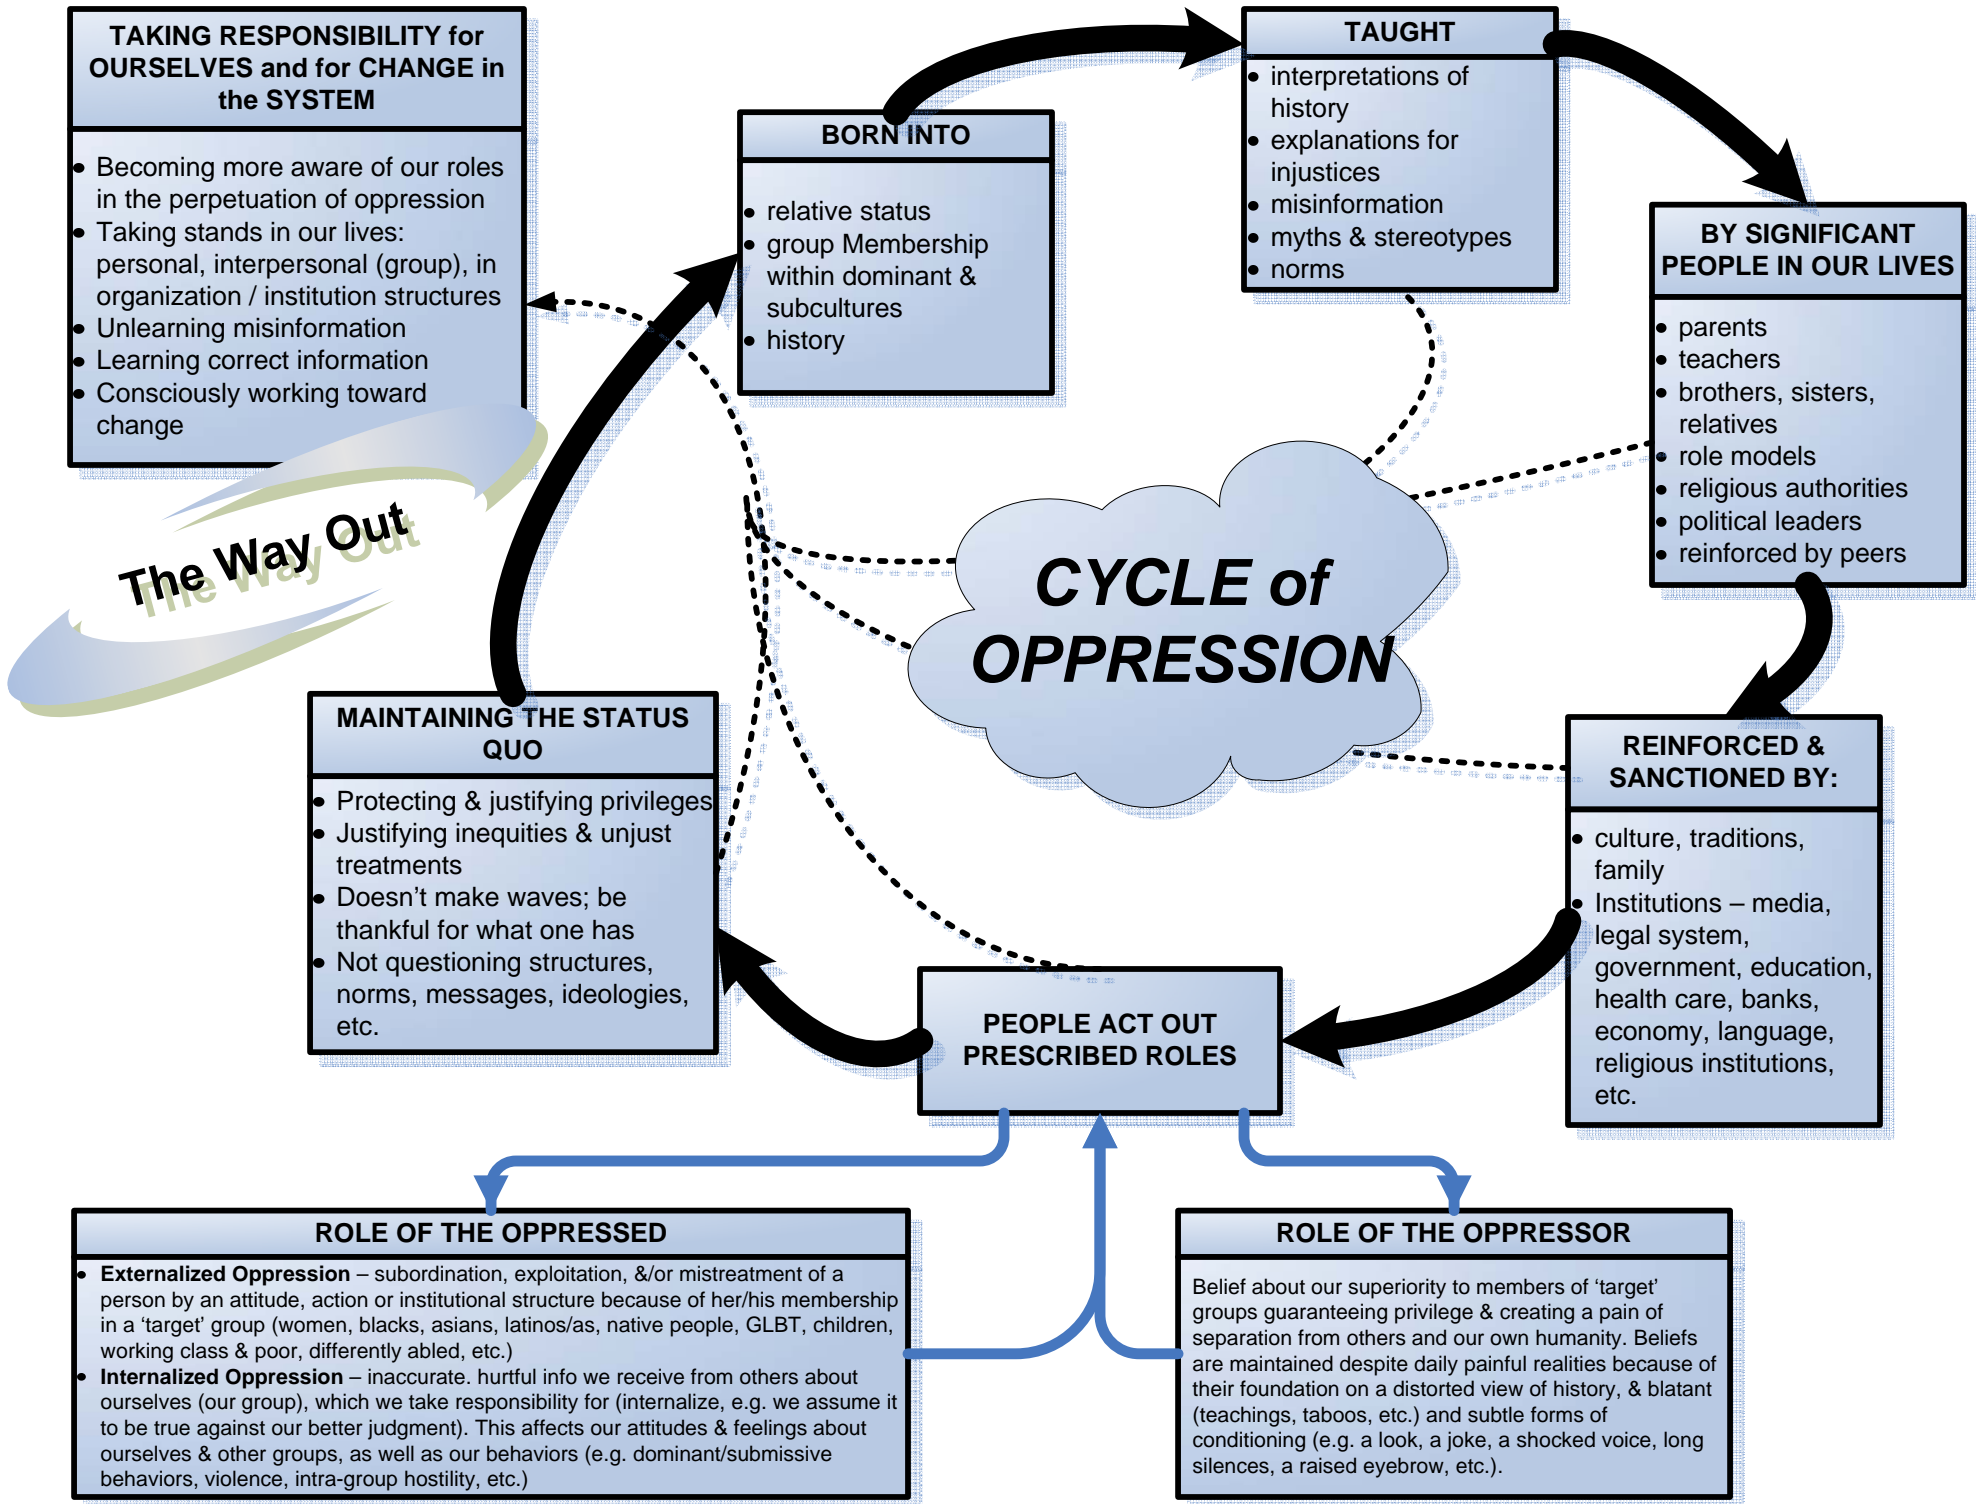 TAKING RESPONSIBILITY for
OURSELVES and for CHANGE in
the SYSTEM
• Becoming more aware of our roles
in the perpetuation of oppression
• Taking stands in our lives:
personal, interpersonal (group), in
organization / institution structures
• Unlearning misinformation
• Learning correct information
• Consciously working toward
change
The Way Out
BORN INTO
• relative status
• group Membership
within dominant &
subcultures
• history
TAUGHT
• interpretations of
history
• explanations for
injustices
• misinformation
• myths & stereotypes
• norms
BY SIGNIFICANT
PEOPLE IN OUR LIVES
• parents
• teachers
• brothers, sisters,
relatives
• role models
• religious authorities
• political leaders
• reinforced by peers
CYCLE of
OPPRESSION
REINFORCED &
SANCTIONED BY:
• culture, traditions,
family
• Institutions – media,
legal system,
government, education,
health care, banks,
economy, language,
religious institutions,
etc.
MAINTAINING THE STATUS
QUO
• Protecting & justifying privileges
• Justifying inequities & unjust
treatments
• Doesn’t make waves; be
thankful for what one has
• Not questioning structures,
norms, messages, ideologies,
etc.
PEOPLE ACT OUT
PRESCRIBED ROLES
ROLE OF THE OPPRESSED
• Externalized Oppression – subordination, exploitation, &/or mistreatment of a
person by an attitude, action or institutional structure because of her/his membership
in a ‘target’ group (women, blacks, asians, latinos/as, native people, GLBT, children,
working class & poor, differently abled, etc.)
• Internalized Oppression – inaccurate. hurtful info we receive from others about
ourselves (our group), which we take responsibility for (internalize, e.g. we assume it
to be true against our better judgment). This affects our attitudes & feelings about
ourselves & other groups, as well as our behaviors (e.g. dominant/submissive
behaviors, violence, intra-group hostility, etc.)
ROLE OF THE OPPRESSOR
Belief about our superiority to members of ‘target’
groups guaranteeing privilege & creating a pain of
separation from others and our own humanity. Beliefs
are maintained despite daily painful realities because of
their foundation on a distorted view of history, & blatant
(teachings, taboos, etc.) and subtle forms of
conditioning (e.g. a look, a joke, a shocked voice, long
silences, a raised eyebrow, etc.).